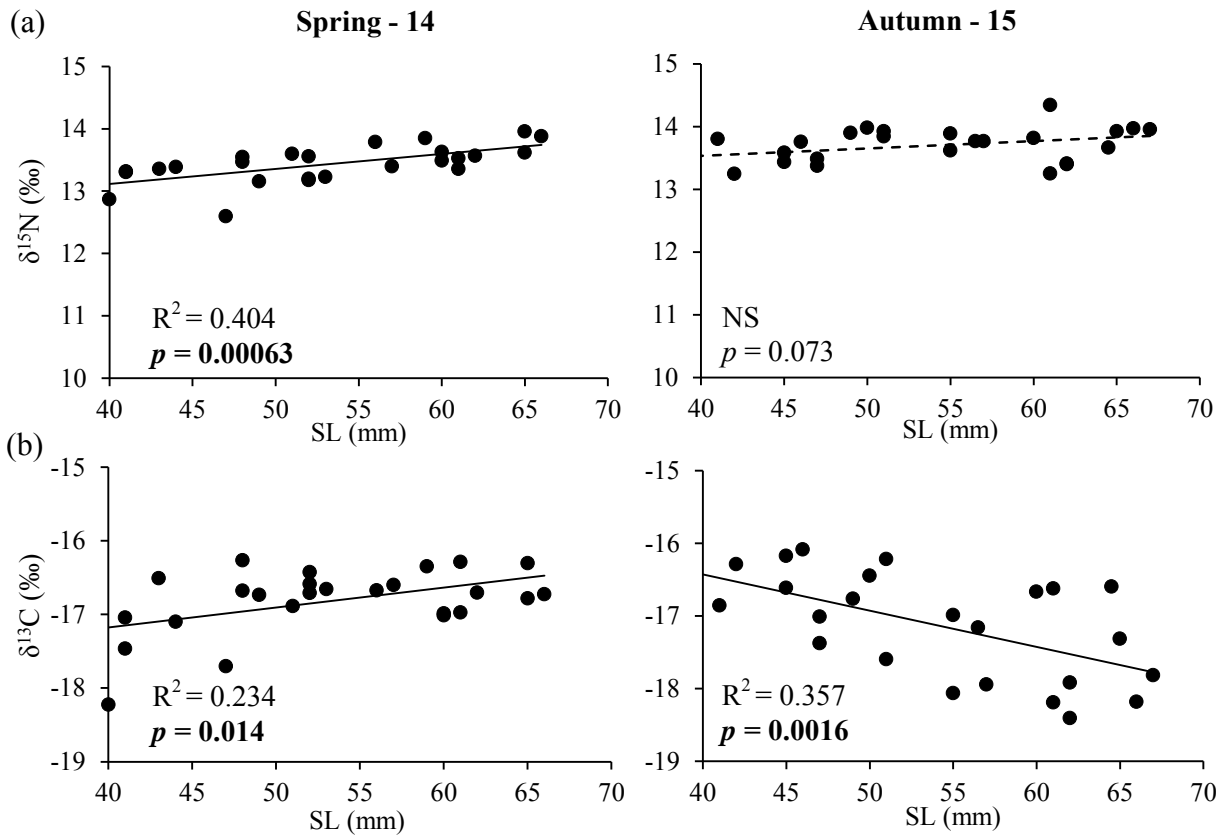 (a)
Spring - 14
Autumn - 15
15
14
13
12
11
10
δ¹⁵N (‰)
R² = 0.404
p = 0.00063
40 45 50 55 60 65 70
SL (mm)
15
14
13
12
11
10
NS
p = 0.073
40 45 50 55 60 65 70
SL (mm)
(b)
-15
-16
-17
-18
-19
δ¹³C (‰)
R² = 0.234
p = 0.014
40 45 50 55 60 65 70
SL (mm)
-15
-16
-17
-18
-19
R² = 0.357
p = 0.0016
40 45 50 55 60 65 70
SL (mm)